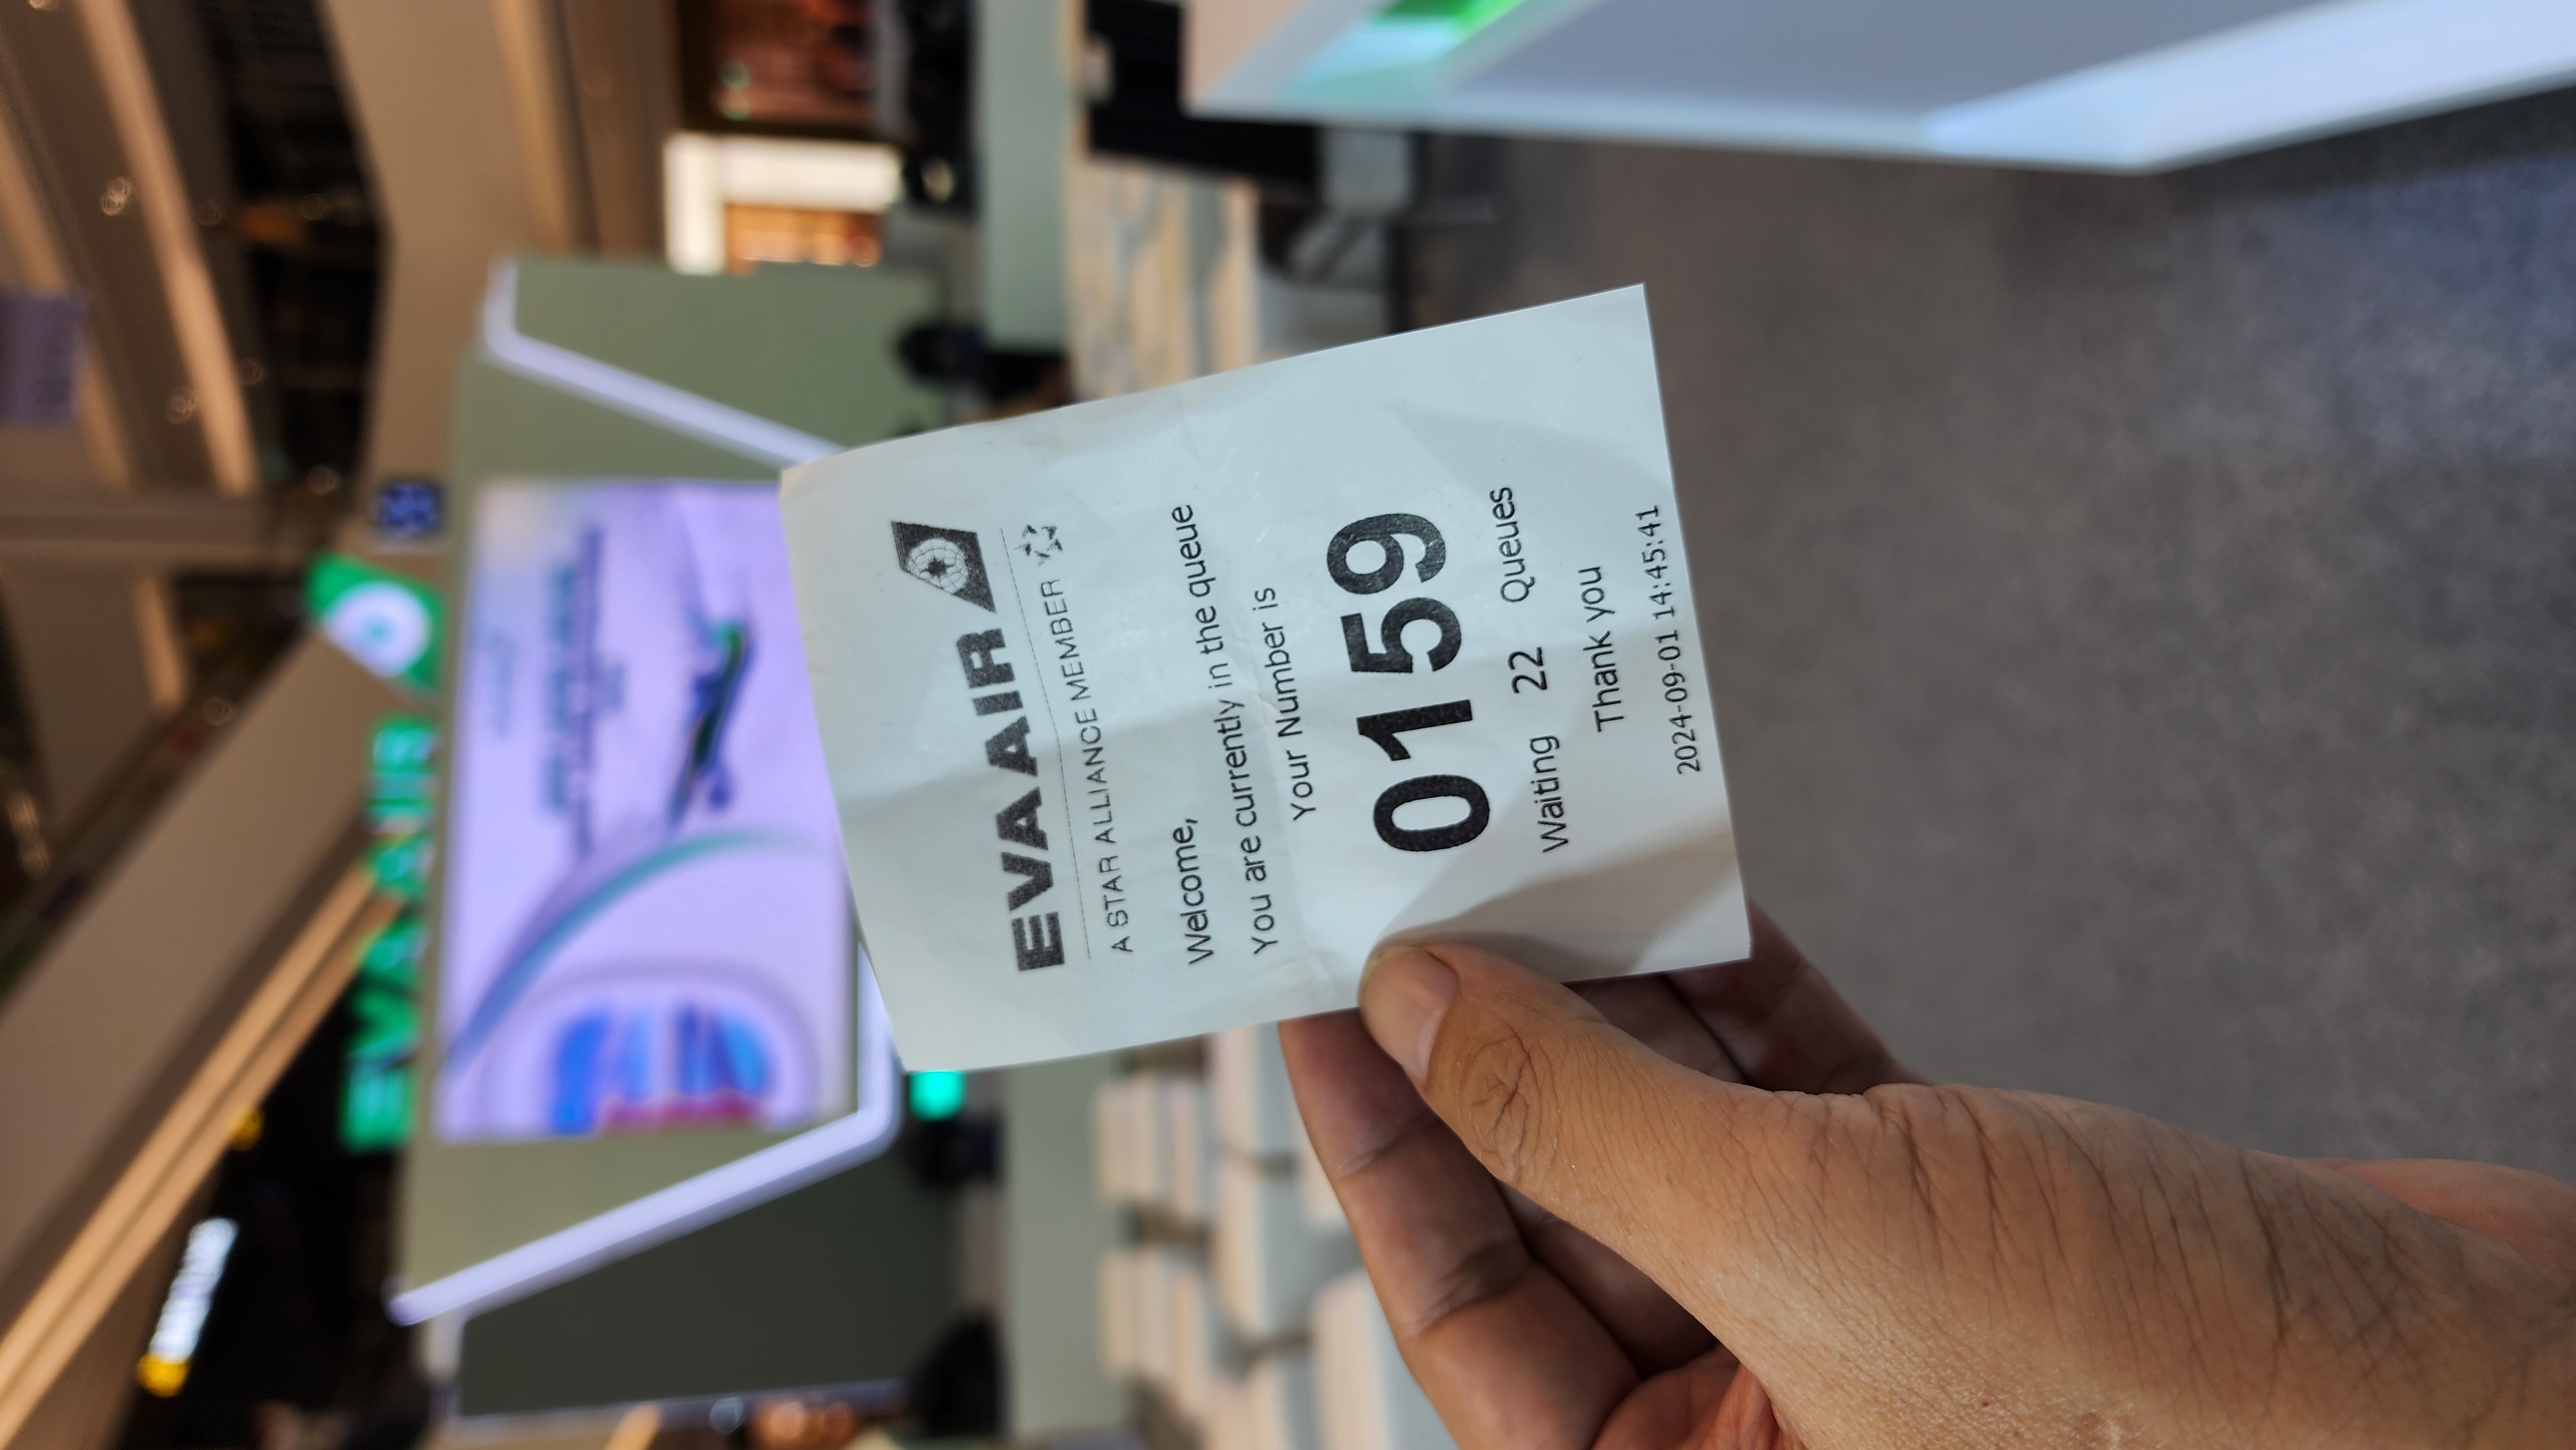 EVA AIR
A STAR ALLIANCE MEMBER
Welcome,
You are currently in the queue
Your Number is
0159
Waiting 22 Queues
Thank you
2024-09-01 14:45:41
EVA AIR